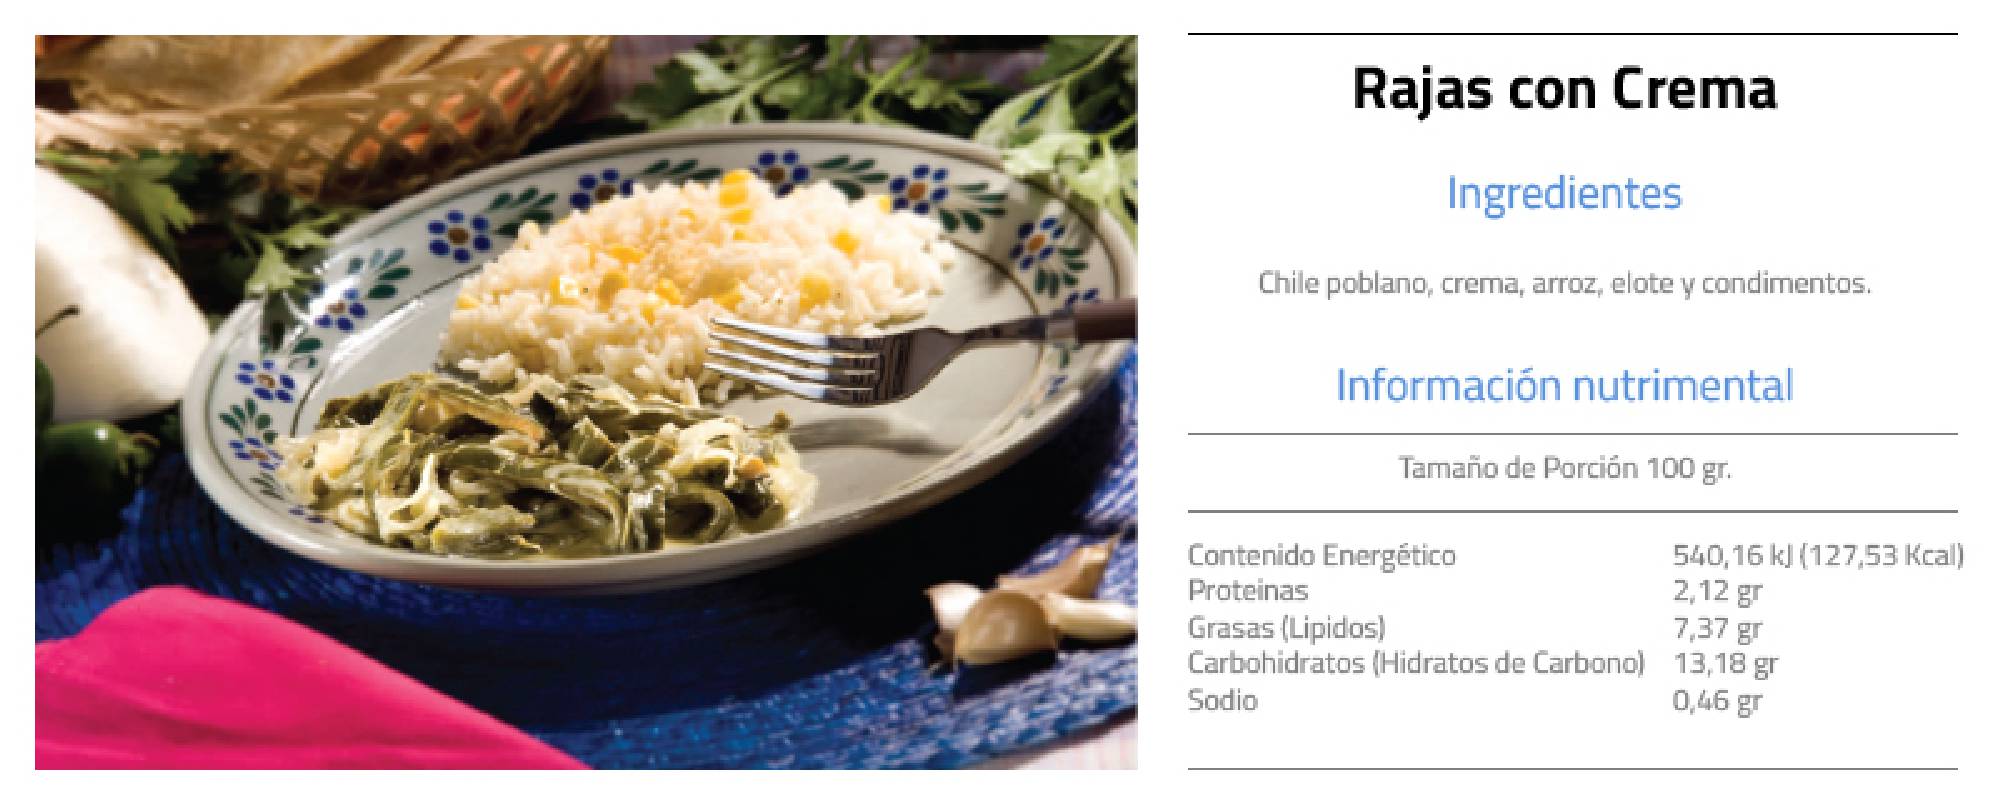 Rajas con Crema
Ingredientes
Chile poblano, crema, arroz, elote y condimentos.
Información nutrimental
Tamaño de Porción 100 gr.
Contenido Energético 540,16 kJ (127,53 Kcal)
Proteinas 2,12 gr
Grasas (Lipidos) 7,37 gr
Carbohidratos (Hidratos de Carbono) 13,18 gr
Sodio 0,46 gr